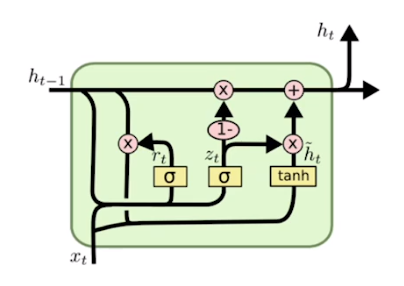 h_t
h_{t-1}
x +
1-
x r_t z_t x h̃_t
σ σ tanh
x_t